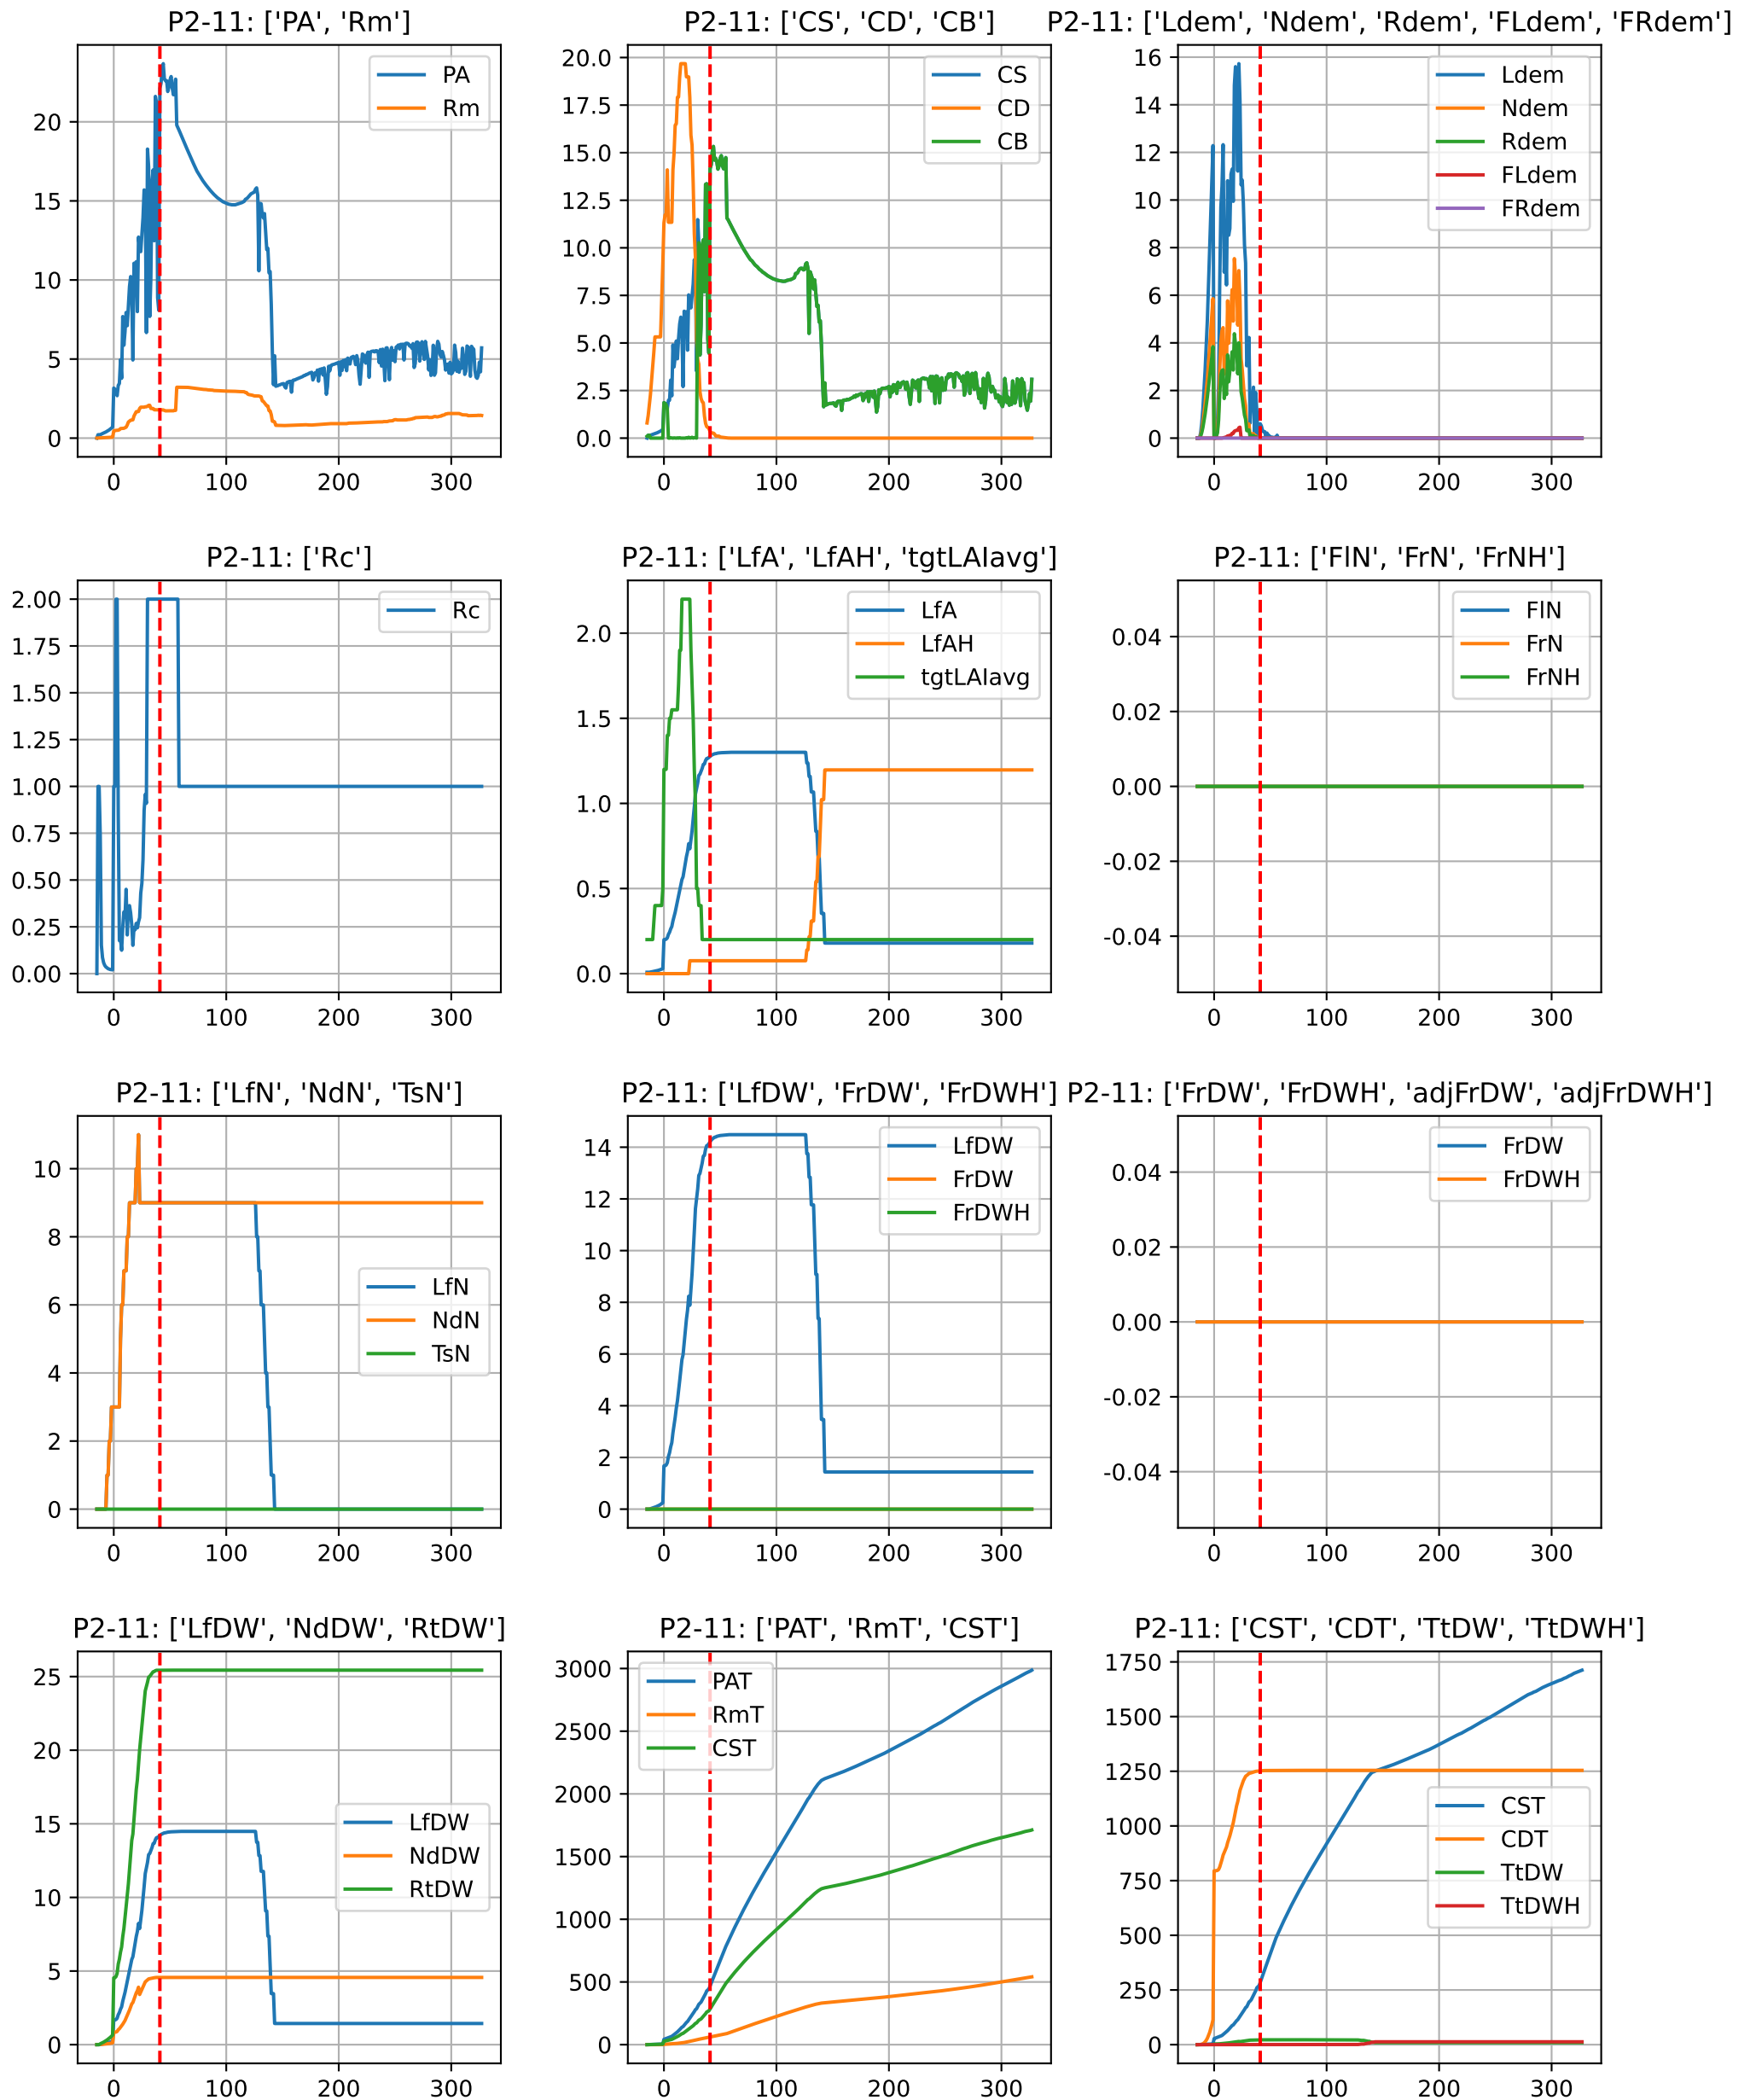 P2-11: ['PA', 'Rm']
PA
Rm
20
15
10
5
0
0 100 200 300
P2-11: ['CS', 'CD', 'CB']
CS
CD
CB
20.0
17.5
15.0
12.5
10.0
7.5
5.0
2.5
0.0
0 100 200 300
P2-11: ['Ldem', 'Ndem', 'Rdem', 'FLdem', 'FRdem']
Ldem
Ndem
Rdem
FLdem
FRdem
16
14
12
10
8
6
4
2
0
0 100 200 300
P2-11: ['Rc']
Rc
2.00
1.75
1.50
1.25
1.00
0.75
0.50
0.25
0.00
0 100 200 300
P2-11: ['LfA', 'LfAH', 'tgtLAIavg']
LfA
LfAH
tgtLAIavg
2.0
1.5
1.0
0.5
0.0
0 100 200 300
P2-11: ['FlN', 'FrN', 'FrNH']
FlN
FrN
FrNH
0.04
0.02
0.00
-0.02
-0.04
0 100 200 300
P2-11: ['LfN', 'NdN', 'TsN']
LfN
NdN
TsN
10
8
6
4
2
0
0 100 200 300
P2-11: ['LfDW', 'FrDW', 'FrDWH']
LfDW
FrDW
FrDWH
14
12
10
8
6
4
2
0
0 100 200 300
P2-11: ['FrDW', 'FrDWH', 'adjFrDW', 'adjFrDWH']
FrDW
FrDWH
0.04
0.02
0.00
-0.02
-0.04
0 100 200 300
P2-11: ['LfDW', 'NdDW', 'RtDW']
LfDW
NdDW
RtDW
25
20
15
10
5
0
0 100 200 300
P2-11: ['PAT', 'RmT', 'CST']
PAT
RmT
CST
3000
2500
2000
1500
1000
500
0
0 100 200 300
P2-11: ['CST', 'CDT', 'TtDW', 'TtDWH']
CST
CDT
TtDW
TtDWH
1750
1500
1250
1000
750
500
250
0
0 100 200 300